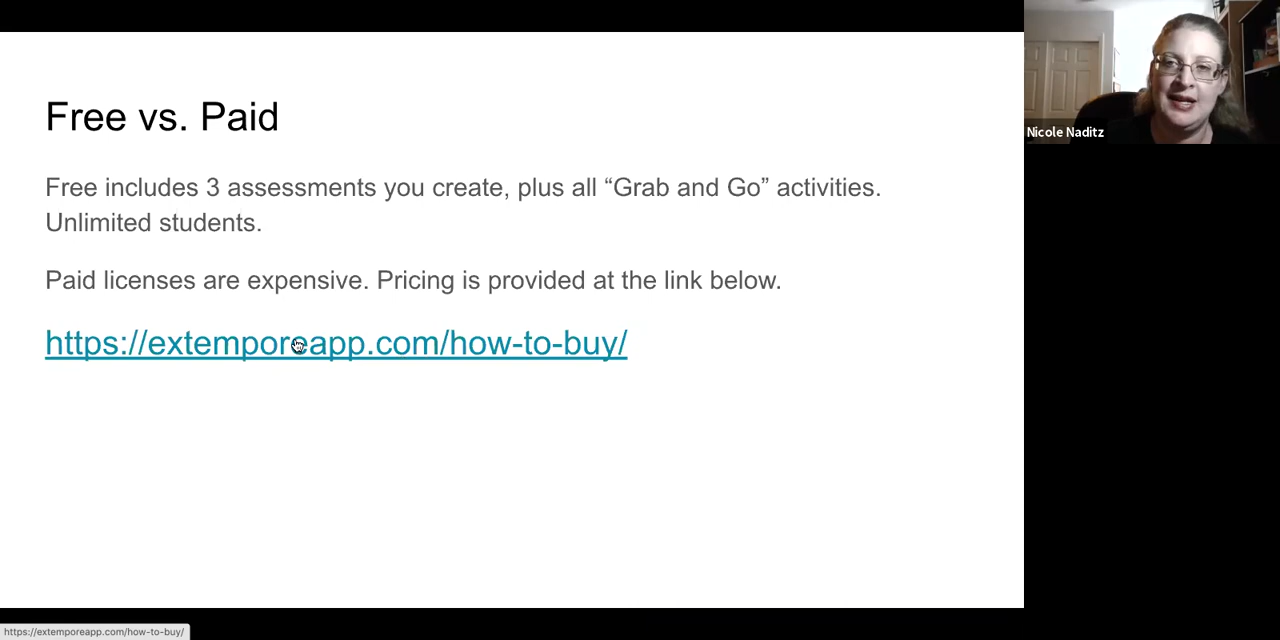 Free vs. Paid
Free includes 3 assessments you create, plus all “Grab and Go” activities.
Unlimited students.
Paid licenses are expensive. Pricing is provided at the link below.
https://extemporeapp.com/how-to-buy/
Nicole Naditz
https://extemporeapp.com/how-to-buy/